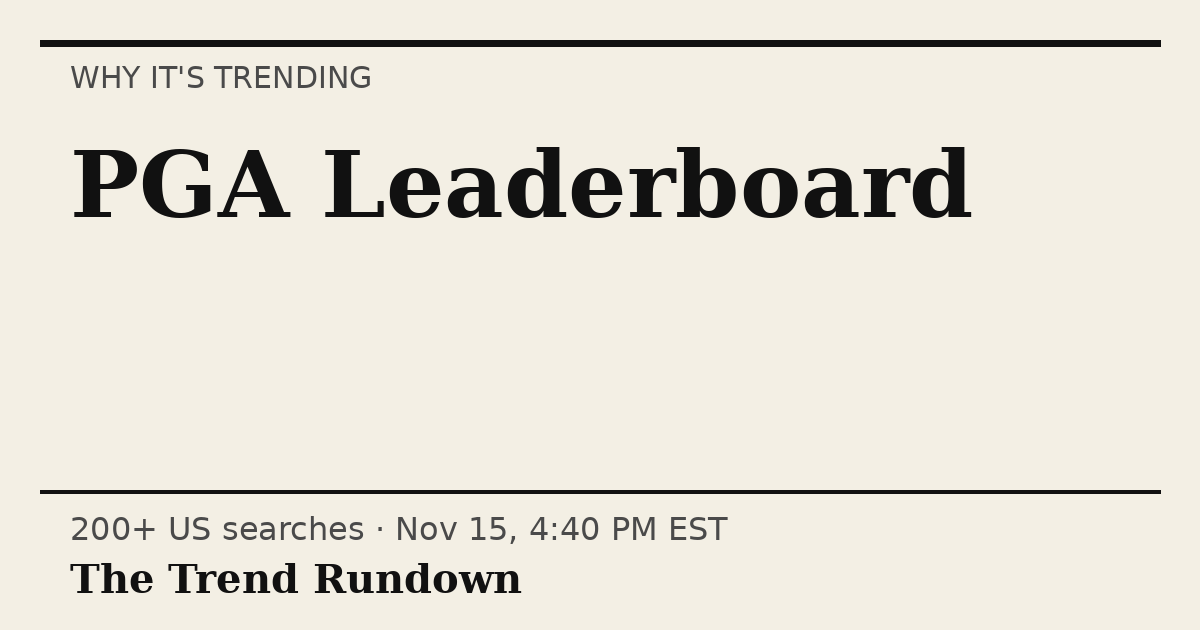 WHY IT'S TRENDING
PGA Leaderboard
200+ US searches · Nov 15, 4:40 PM EST
The Trend Rundown